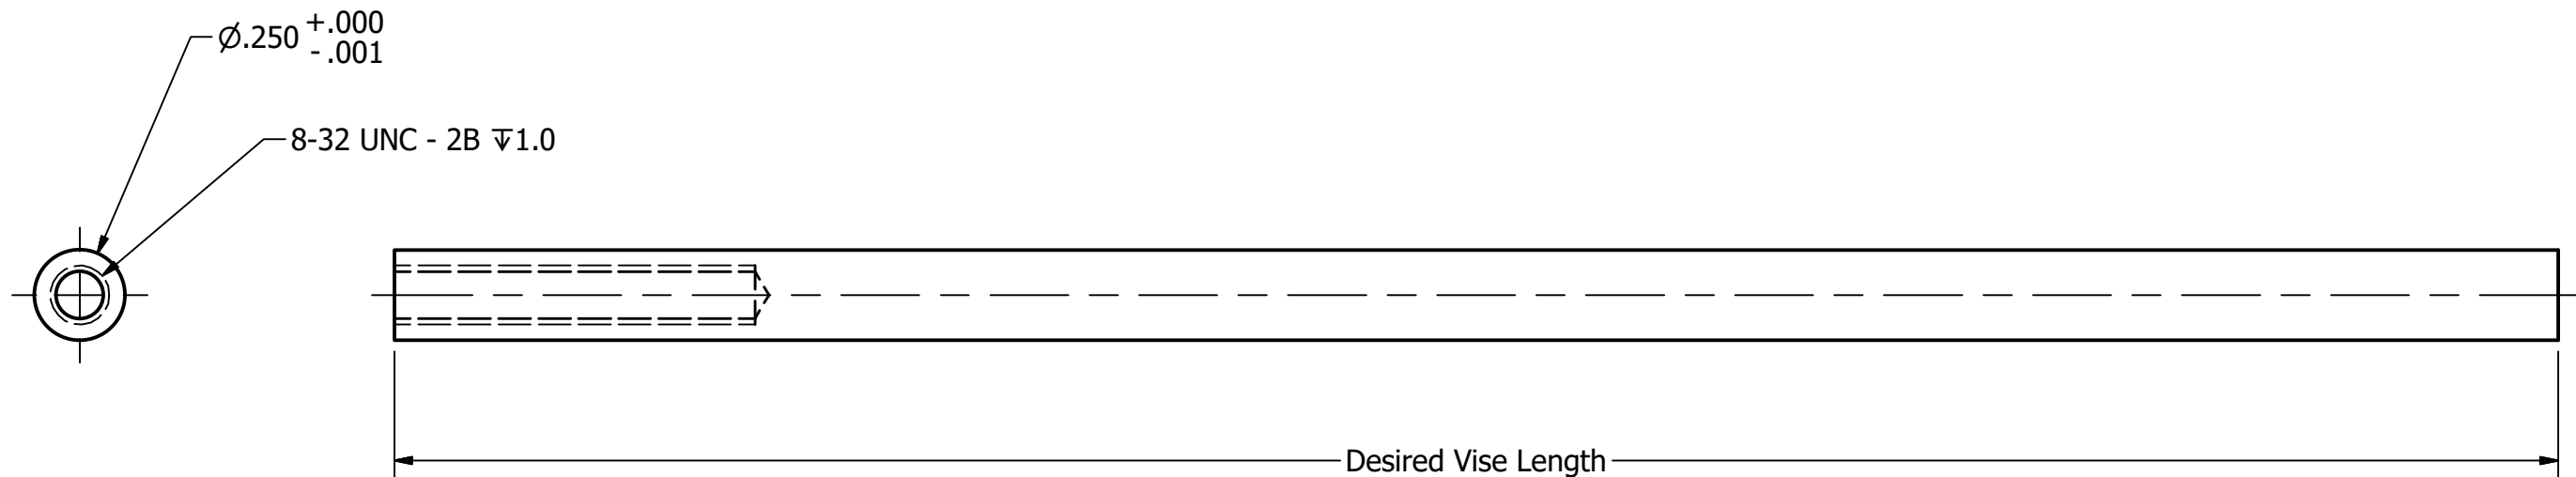 Ø.250 +.000
- .001
8-32 UNC - 2B ↧1.0
Desired Vise Length